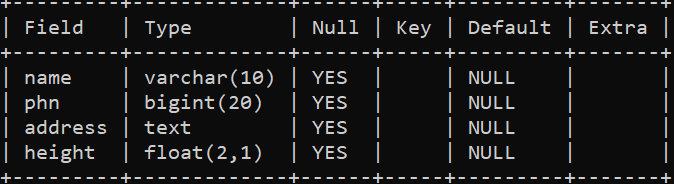 +---------+-------------+------+-----+---------+-------+
| Field   | Type        | Null | Key | Default | Extra |
+---------+-------------+------+-----+---------+-------+
| name    | varchar(10) | YES  |     | NULL    |       |
| phn     | bigint(20)  | YES  |     | NULL    |       |
| address | text        | YES  |     | NULL    |       |
| height  | float(2,1)  | YES  |     | NULL    |       |
+---------+-------------+------+-----+---------+-------+